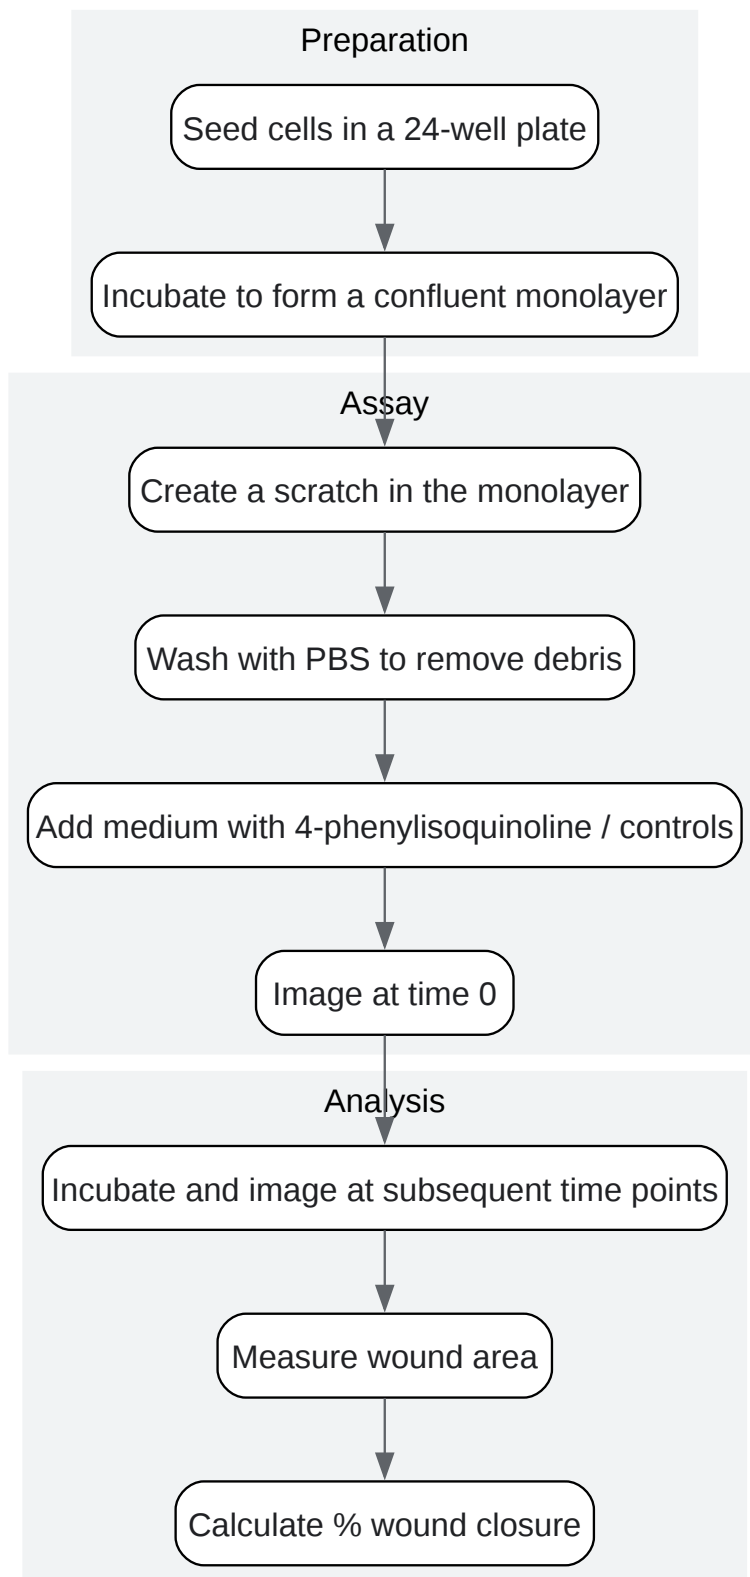 Preparation
Seed cells in a 24-well plate
Incubate to form a confluent monolayer
Assay
Create a scratch in the monolayer
Wash with PBS to remove debris
Add medium with 4-phenylisoquinoline / controls
Image at time 0
Analysis
Incubate and image at subsequent time points
Measure wound area
Calculate % wound closure